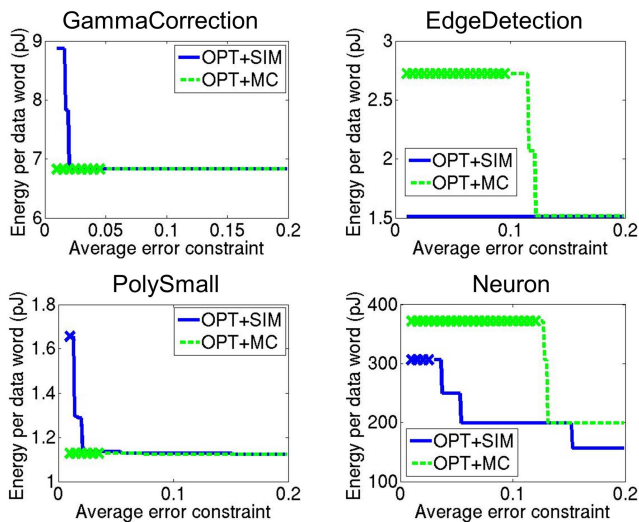 GammaCorrection
Energy per data word (pJ)
9
8
7
6
OPT+SIM
OPT+MC
0 0.05 0.1 0.15 0.2
Average error constraint
EdgeDetection
Energy per data word (pJ)
3
2.5
2
1.5
OPT+SIM
OPT+MC
0 0.1 0.2
Average error constraint
PolySmall
Energy per data word (pJ)
1.8
1.6
1.4
1.2
1
OPT+SIM
OPT+MC
0 0.1 0.2
Average error constraint
Neuron
Energy per data word (pJ)
400
300
200
100
OPT+SIM
OPT+MC
0 0.1 0.2
Average error constraint